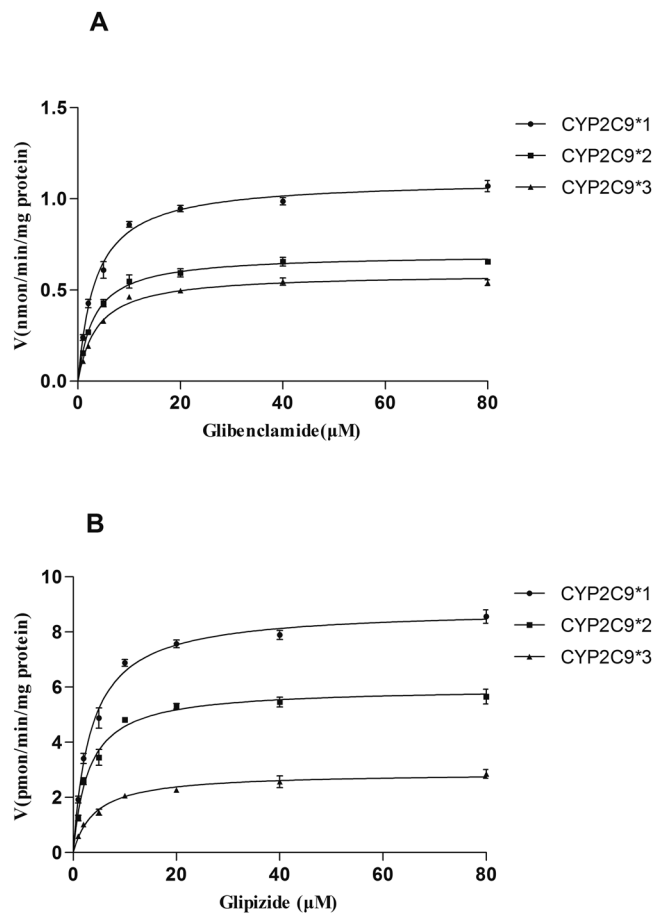 A
V(nmon/min/mg protein)
1.5
1.0
0.5
0.0
0 20 40 60 80
Glibenclamide(μM)
CYP2C9*1
CYP2C9*2
CYP2C9*3
B
V(pmon/min/mg protein)
10
8
6
4
2
0
0 20 40 60 80
Glipizide (μM)
CYP2C9*1
CYP2C9*2
CYP2C9*3